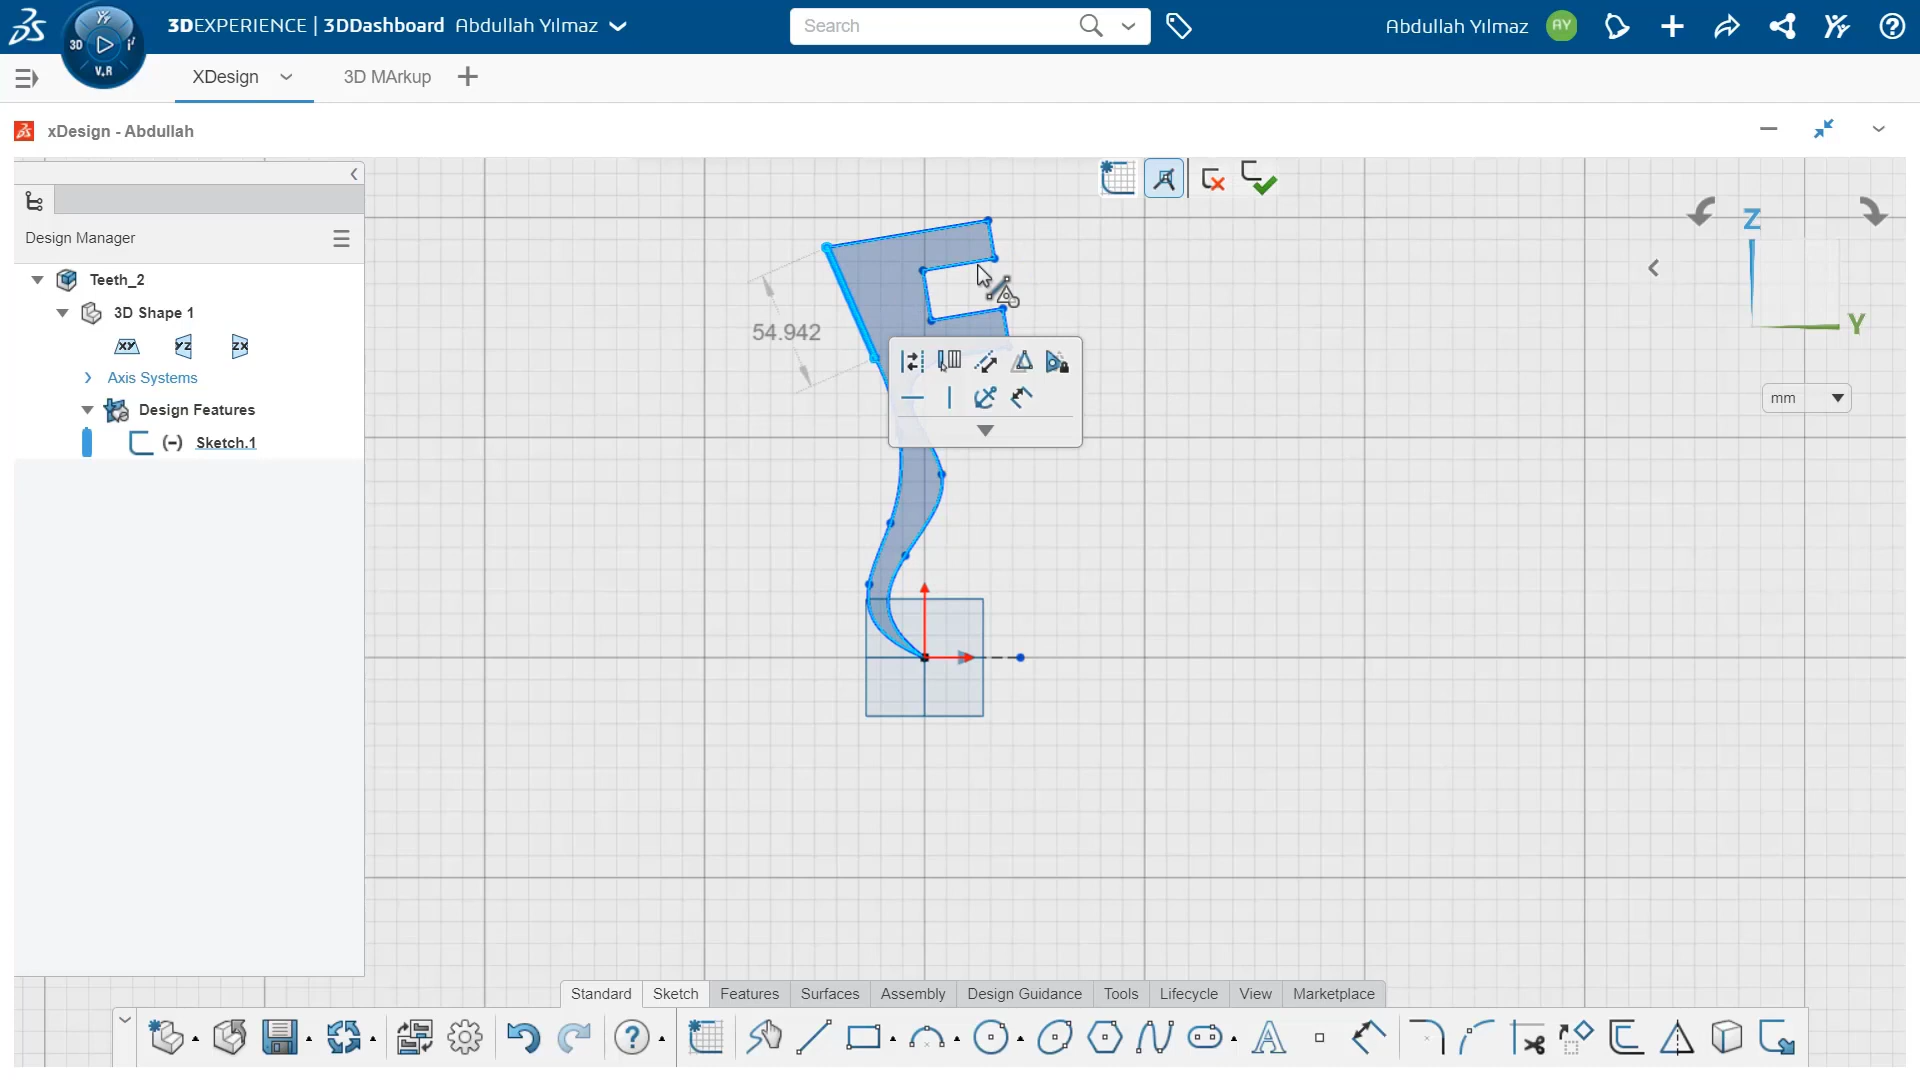 3DEXPERIENCE | 3DDashboard Abdullah Yılmaz
Search
Abdullah Yılmaz
AY
3D
V.R
XDesign
3D MArkup
xDesign - Abdullah
Design Manager
Teeth_2
3D Shape 1
XY
YZ
ZX
Axis Systems
Design Features
(-) Sketch.1
54.942
Z
Y
mm
Standard
Sketch
Features
Surfaces
Assembly
Design Guidance
Tools
Lifecycle
View
Marketplace